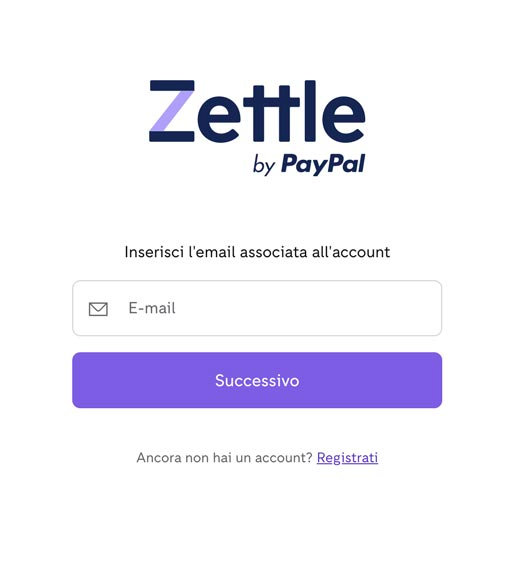 Zettle
by PayPal
Inserisci l'email associata all'account
E-mail
Successivo
Ancora non hai un account? Registrati